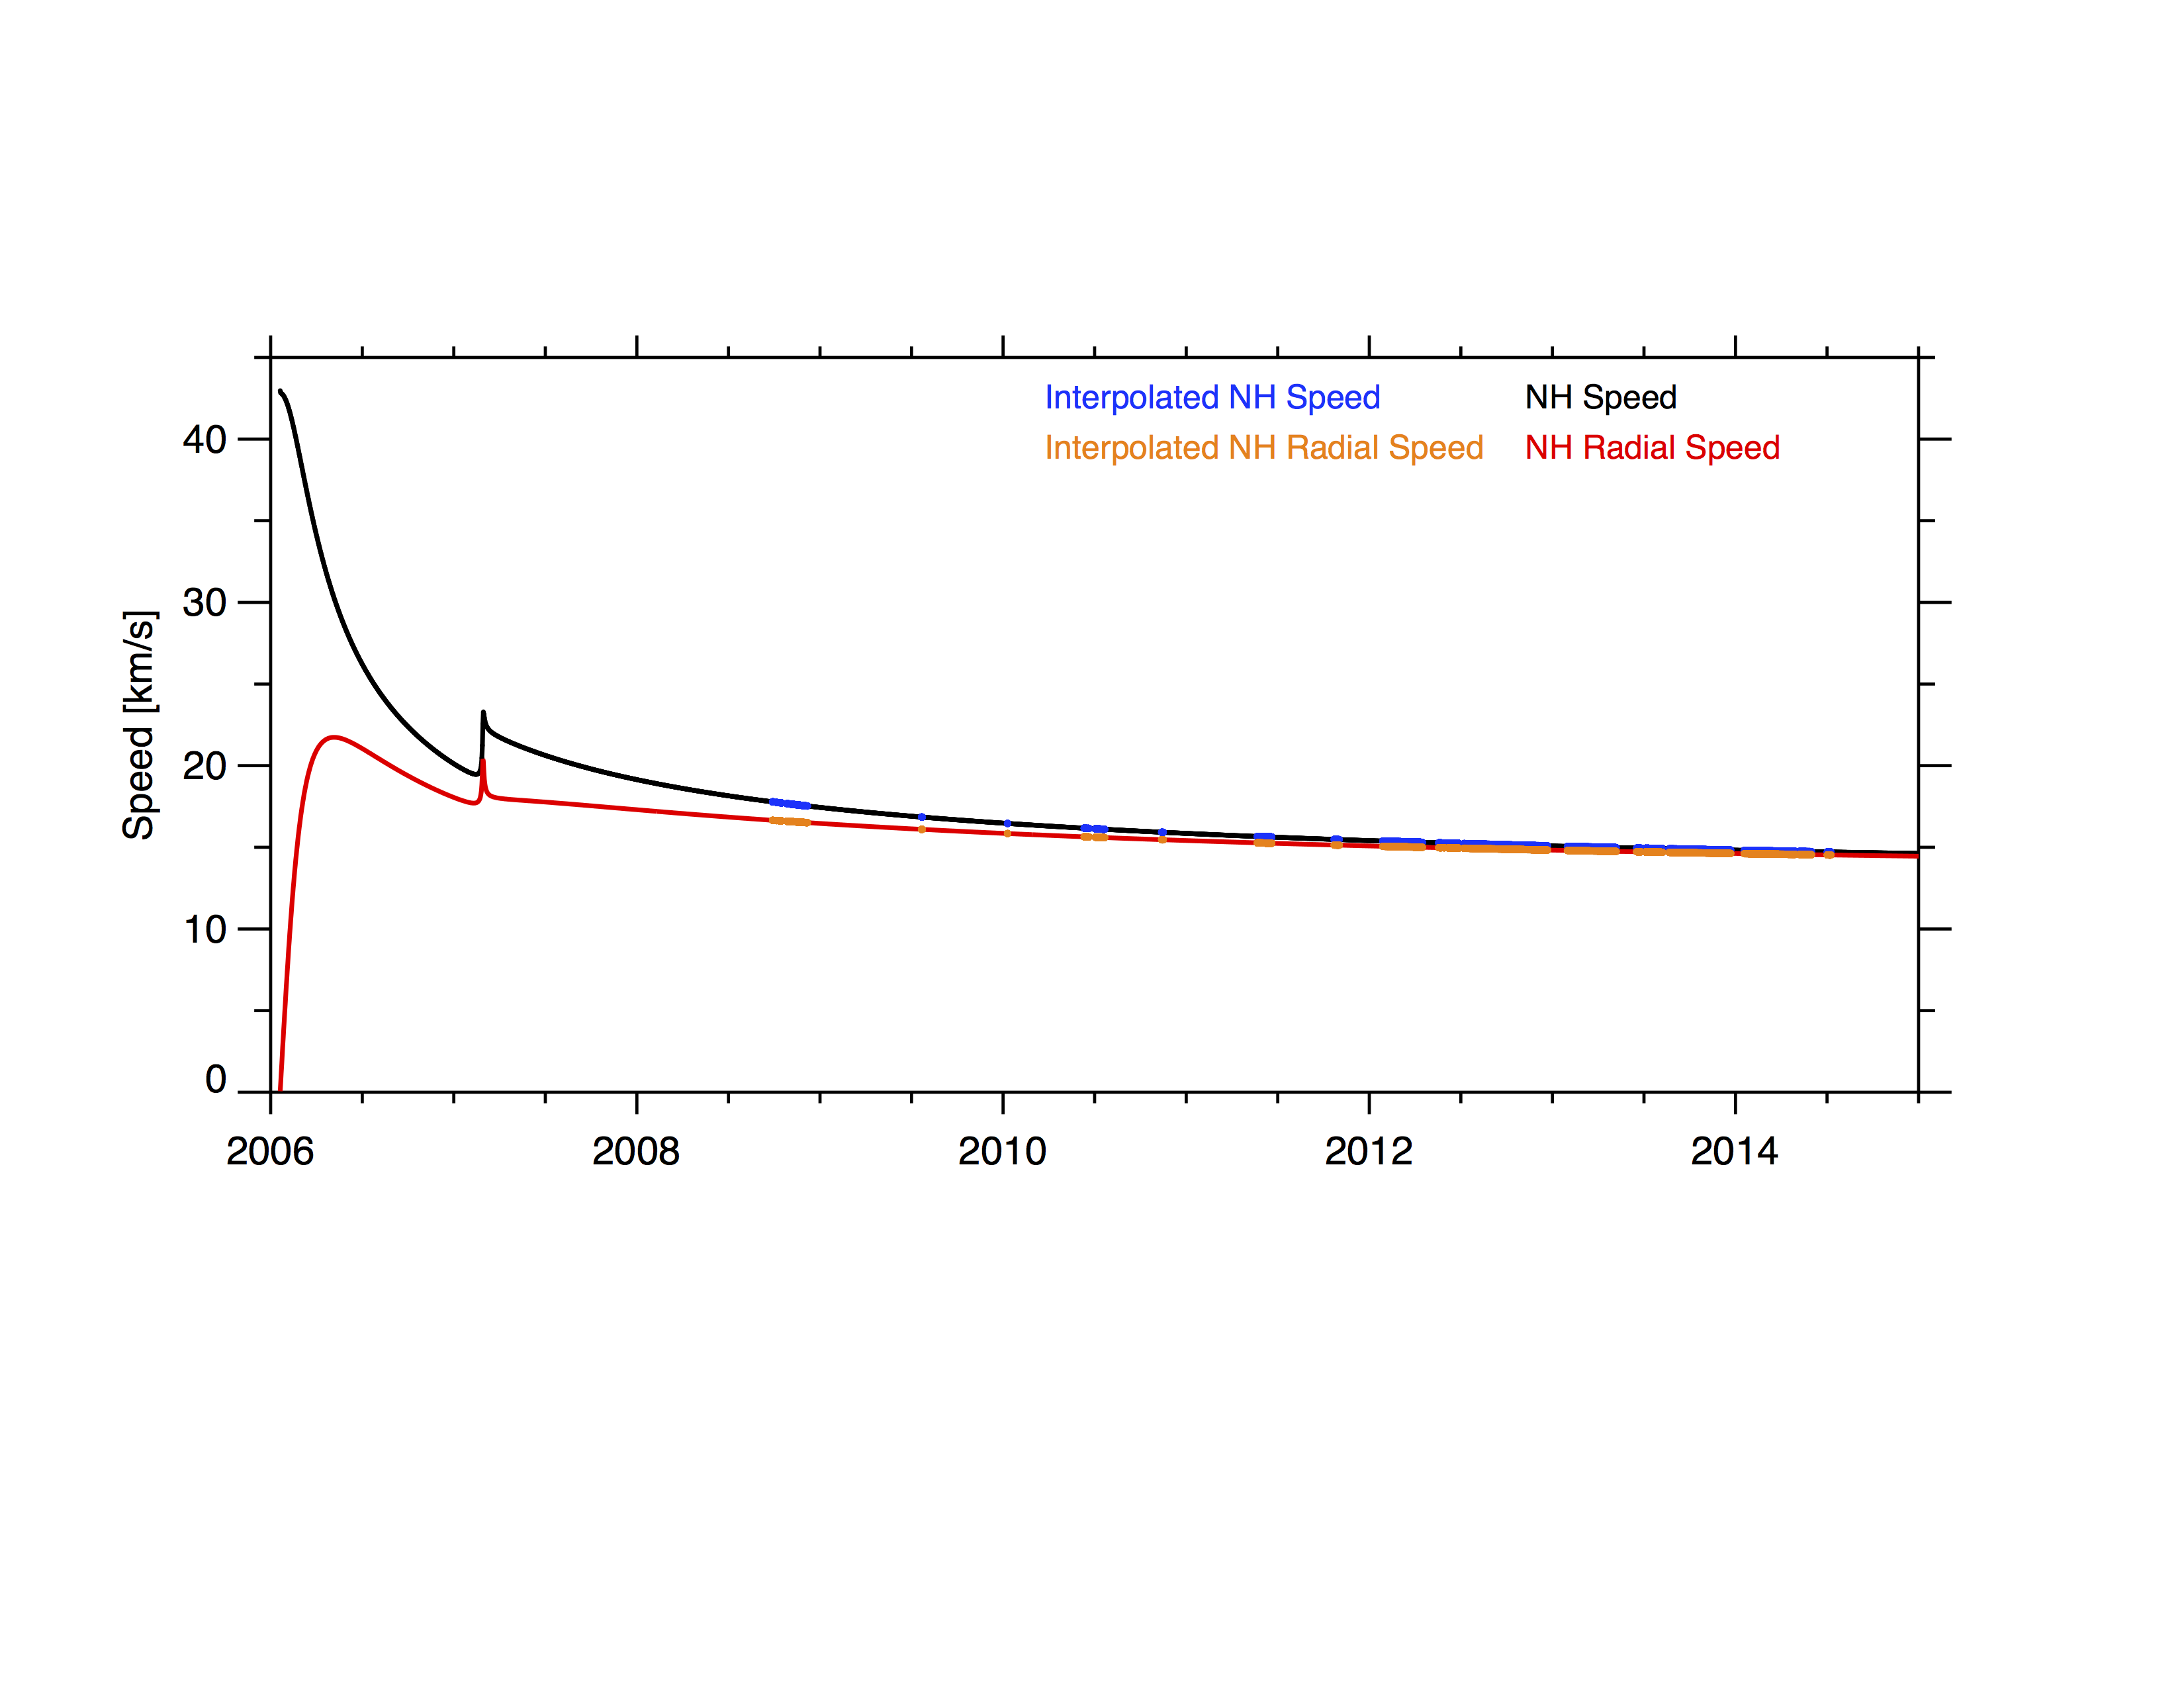 Interpolated NH Speed NH Speed
Interpolated NH Radial Speed NH Radial Speed
40
30
20
10
0
Speed [km/s]
2006 2008 2010 2012 2014